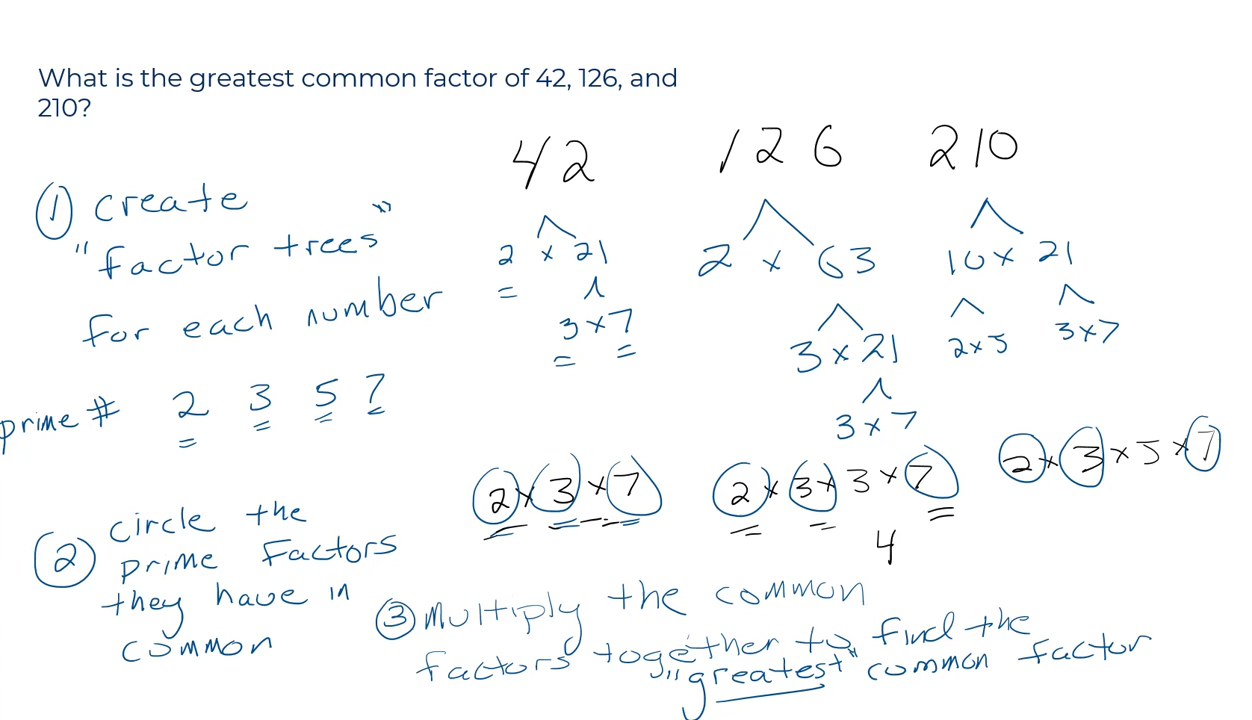 What is the greatest common factor of 42, 126, and
210?
42 126 210
① create
"factor trees"
for each number
2 × 21
3 × 7
2 × 63
3 × 21
3 × 7
10 × 21
2×5 3×7
prime # 2 3 5 7
2 × 3 × 7
2 × 3 × 3 × 7
2 × 3 × 5 × 7
4
② circle the
prime factors
they have in
common
③ multiply the common
factors together to find the
"greatest" common factor